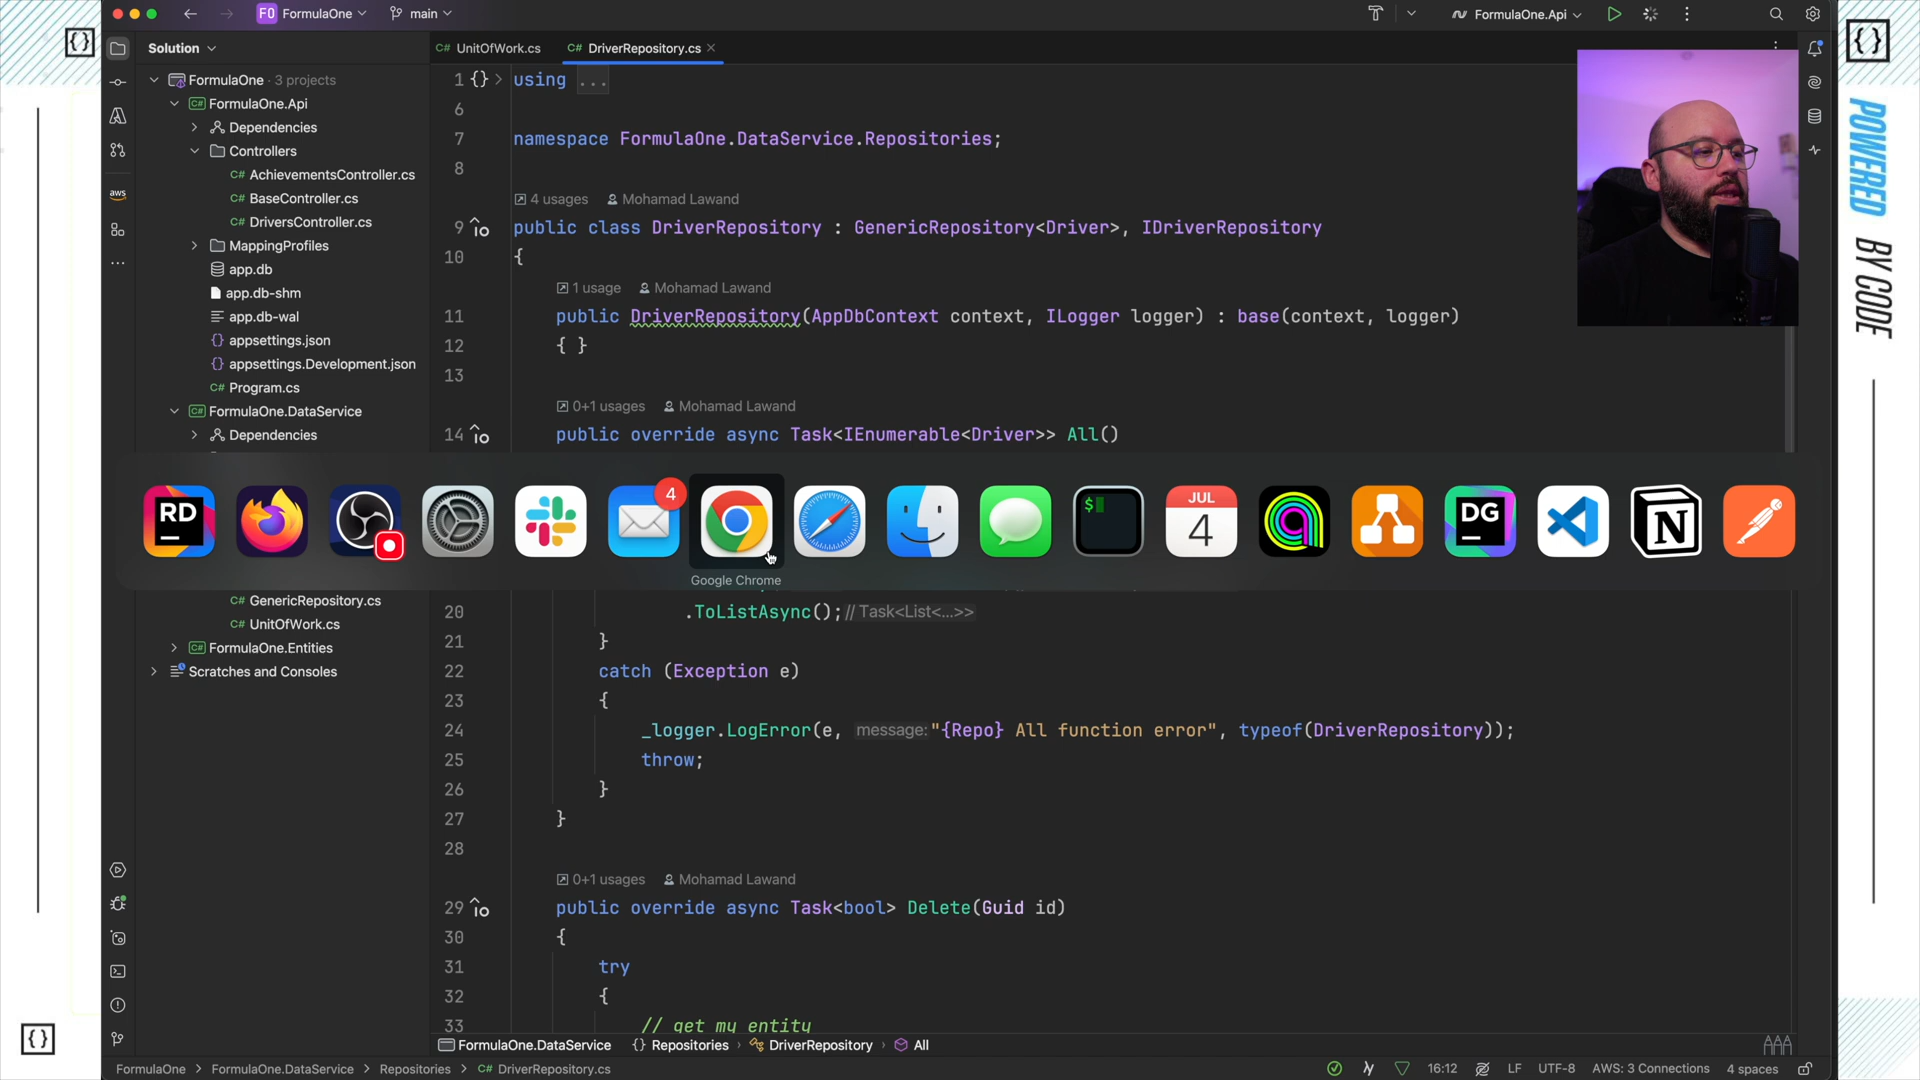 F0 FormulaOne main FormulaOne.Api
Solution
UnitOfWork.cs DriverRepository.cs
FormulaOne · 3 projects
FormulaOne.Api
Dependencies
Controllers
AchievementsController.cs
BaseController.cs
DriversController.cs
MappingProfiles
app.db
app.db-shm
app.db-wal
appsettings.json
appsettings.Development.json
Program.cs
FormulaOne.DataService
Dependencies
GenericRepository.cs
UnitOfWork.cs
FormulaOne.Entities
Scratches and Consoles
aws
1 {} using ...
6
7 namespace FormulaOne.DataService.Repositories;
8
4 usages Mohamad Lawand
9 public class DriverRepository : GenericRepository<Driver>, IDriverRepository
10 {
1 usage Mohamad Lawand
11 public DriverRepository(AppDbContext context, ILogger logger) : base(context, logger)
12 { }
13
0+1 usages Mohamad Lawand
14 public override async Task<IEnumerable<Driver>> All()
RD 4 $ JUL 4 DG N
Google Chrome
20 .ToListAsync(); // Task<List<...>>
21 }
22 catch (Exception e)
23 {
24 _logger.LogError(e, message: "{Repo} All function error", typeof(DriverRepository));
25 throw;
26 }
27 }
28
0+1 usages Mohamad Lawand
29 public override async Task<bool> Delete(Guid id)
30 {
31 try
32 {
33 // get my entity
FormulaOne.DataService {} Repositories DriverRepository All
FormulaOne FormulaOne.DataService Repositories C# DriverRepository.cs
16:12 LF UTF-8 AWS: 3 Connections 4 spaces
POWERED BY CODE